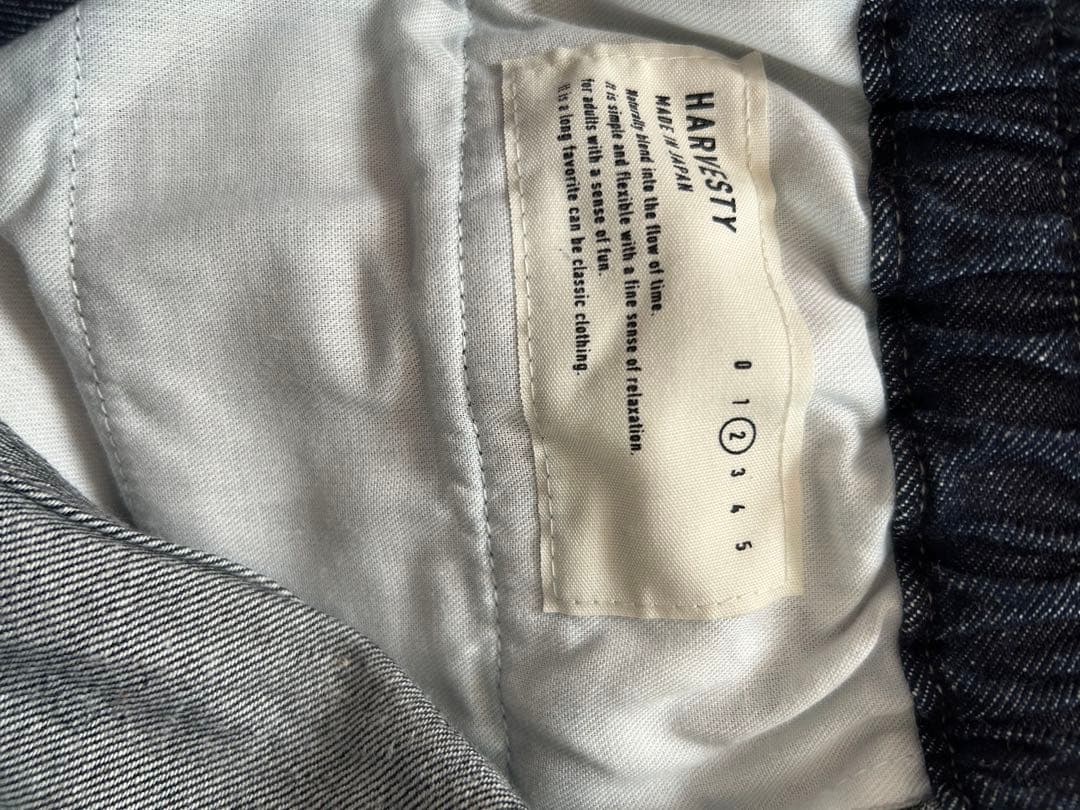 HARVESTY
MADE IN JAPAN
Naturally blend into the flow of time.
It is simple and flexible with a fine sense of relaxation.
for adults with a sense of fun.
It is a long favorite can be classic clothing.
0 1 2 3 4 5